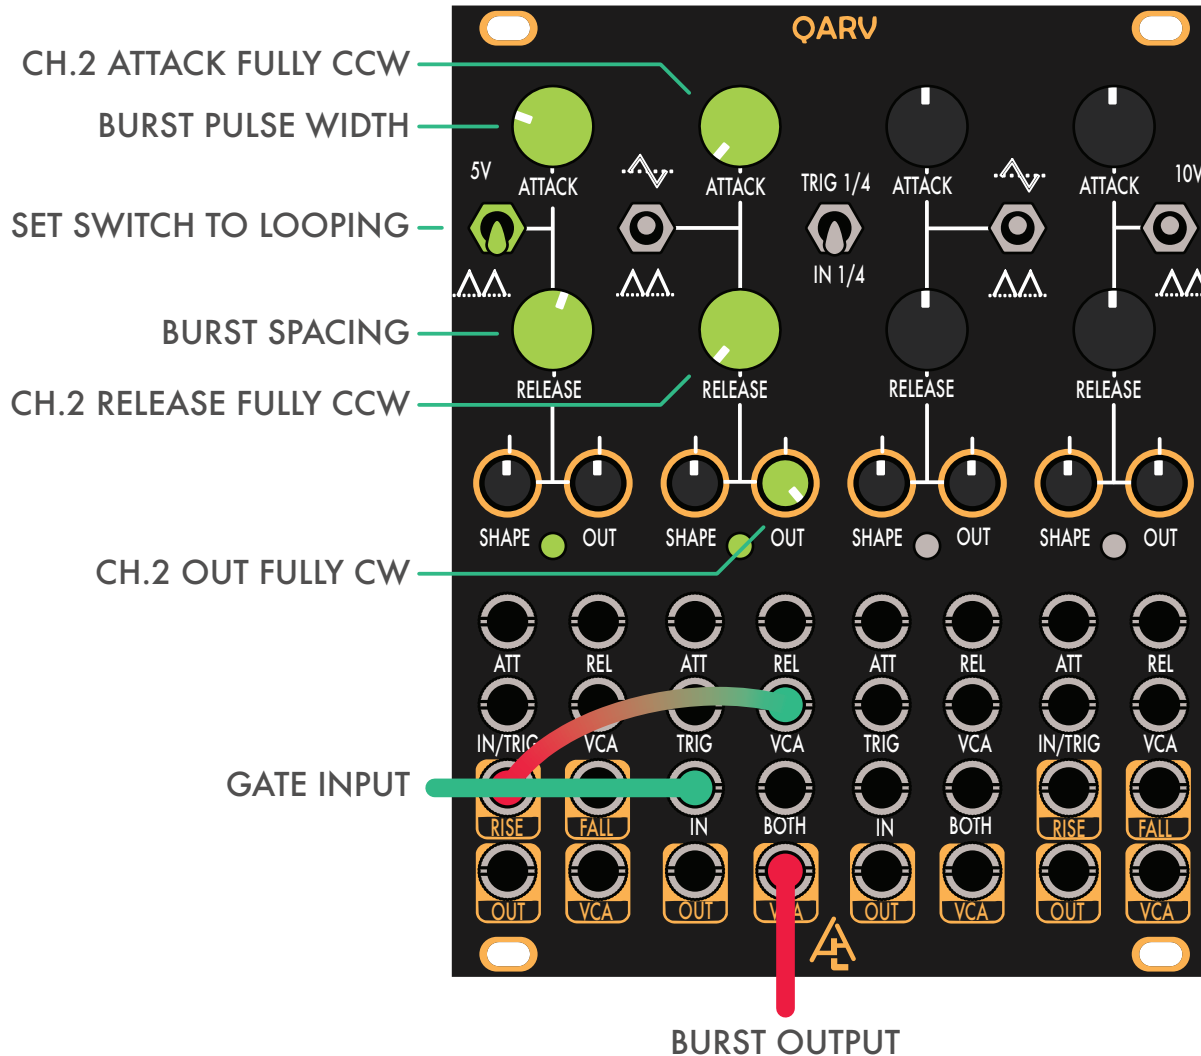 QARV
CH.2 ATTACK FULLY CCW
BURST PULSE WIDTH
5V
ATTACK
ATTACK
TRIG 1/4
ATTACK
ATTACK
10V
SET SWITCH TO LOOPING
IN 1/4
BURST SPACING
RELEASE
RELEASE
RELEASE
RELEASE
CH.2 RELEASE FULLY CCW
SHAPE
OUT
SHAPE
OUT
SHAPE
OUT
SHAPE
OUT
CH.2 OUT FULLY CW
ATT
REL
ATT
REL
ATT
REL
ATT
REL
IN/TRIG
VCA
TRIG
VCA
TRIG
VCA
IN/TRIG
VCA
GATE INPUT
RISE
FALL
IN
BOTH
IN
BOTH
RISE
FALL
OUT
VCA
OUT
VCA
OUT
VCA
OUT
VCA
BURST OUTPUT